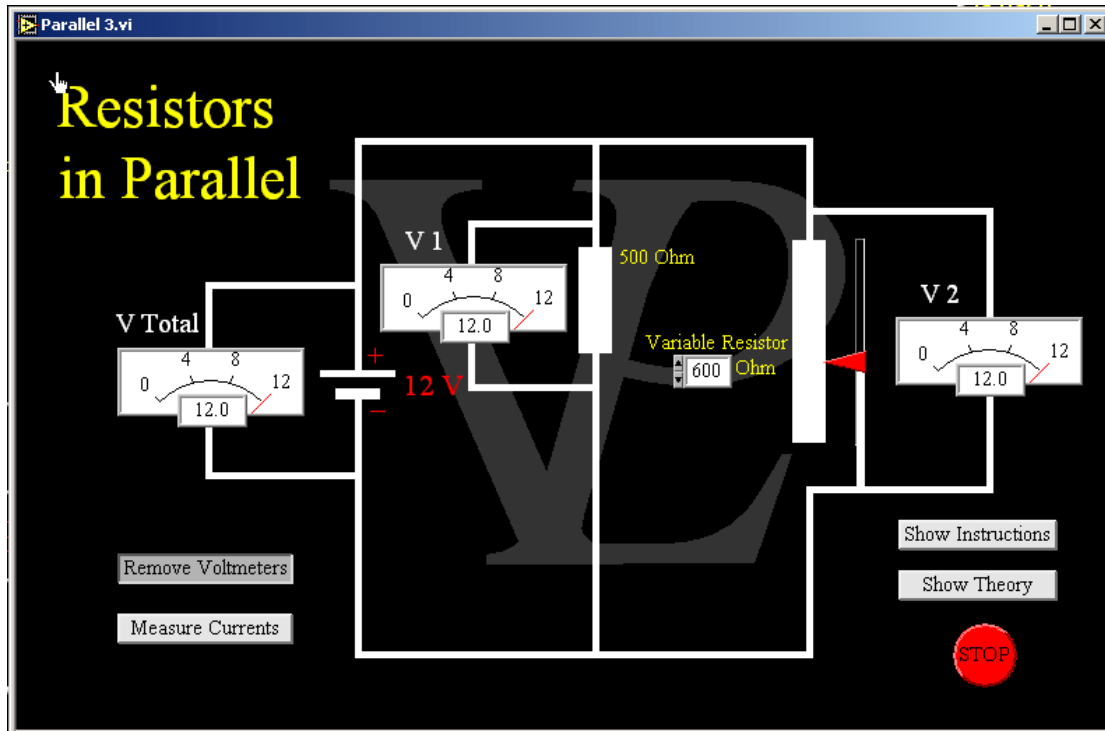 Parallel 3.vi
Resistors
in Parallel
V 1
0 4 8 12
12.0
500 Ohm
V Total
0 4 8 12
12.0
+
12 V
−
Variable Resistor
600 Ohm
V 2
0 4 8 12
12.0
Remove Voltmeters
Measure Currents
Show Instructions
Show Theory
STOP
VPL